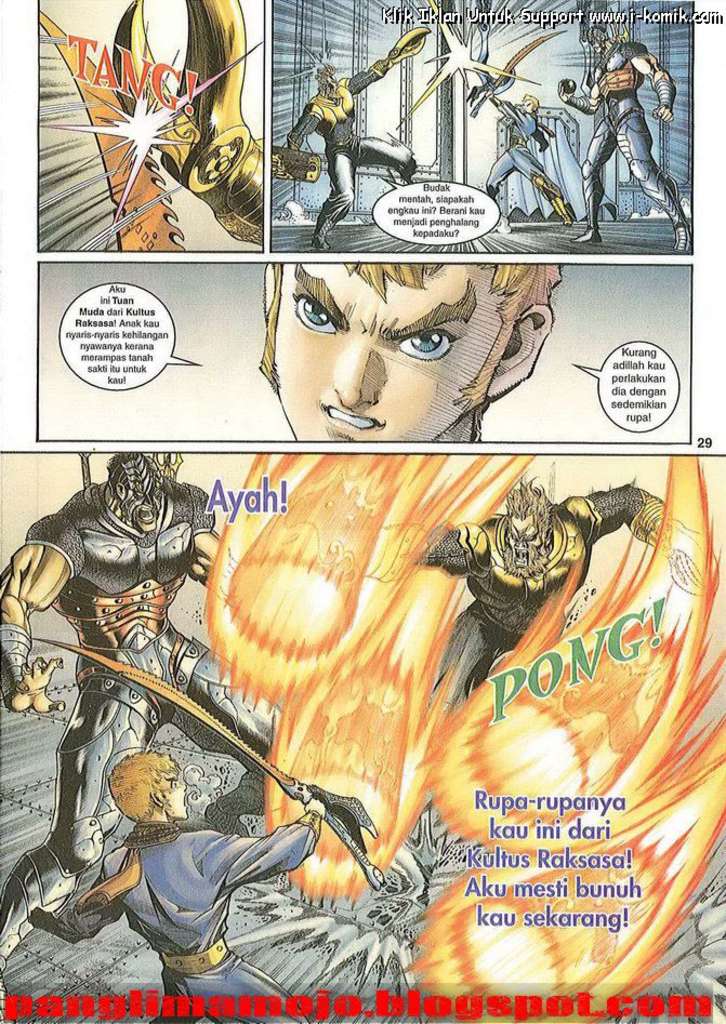 Klik Iklan Untuk Support www.i-komik.com
TANG!
Budak
mentah, siapakah
engkau ini? Berani kau
menjadi penghalang
kepadaku?
Aku
ini Tuan
Muda dari Kultus
Raksasa! Anak kau
nyaris-nyaris kehilangan
nyawanya kerana
merampas tanah
sakti itu untuk
kau!
Kurang
adillah kau
perlakukan
dia dengan
sedemikian
rupa!
29
Ayah!
PONG!
Rupa-rupanya
kau ini dari
Kultus Raksasa!
Aku mesti bunuh
kau sekarang!
panglimamojo.blogspot.com